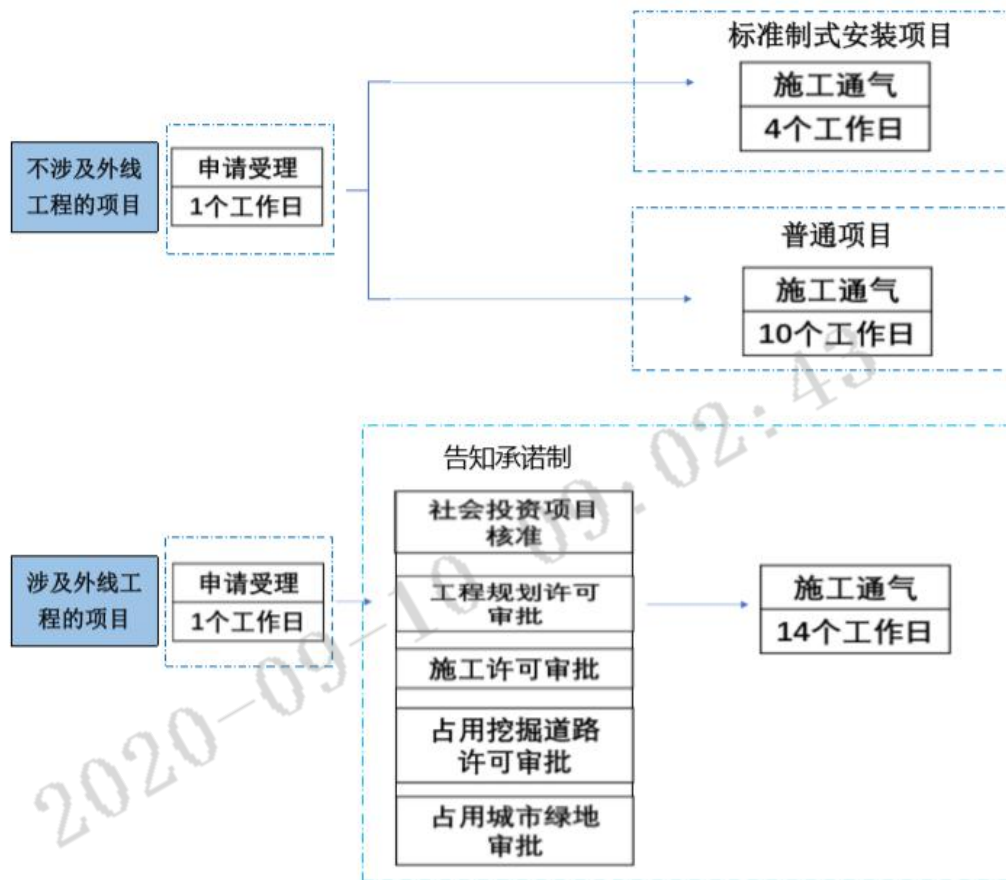 标准制式安装项目
施工通气
4个工作日
不涉及外线
工程的项目
申请受理
1个工作日
普通项目
施工通气
10个工作日
告知承诺制
社会投资项目
核准
工程规划许可
审批
施工许可审批
占用挖掘道路
许可审批
占用城市绿地
审批
涉及外线工
程的项目
申请受理
1个工作日
施工通气
14个工作日
2020-09-10 09:02:43